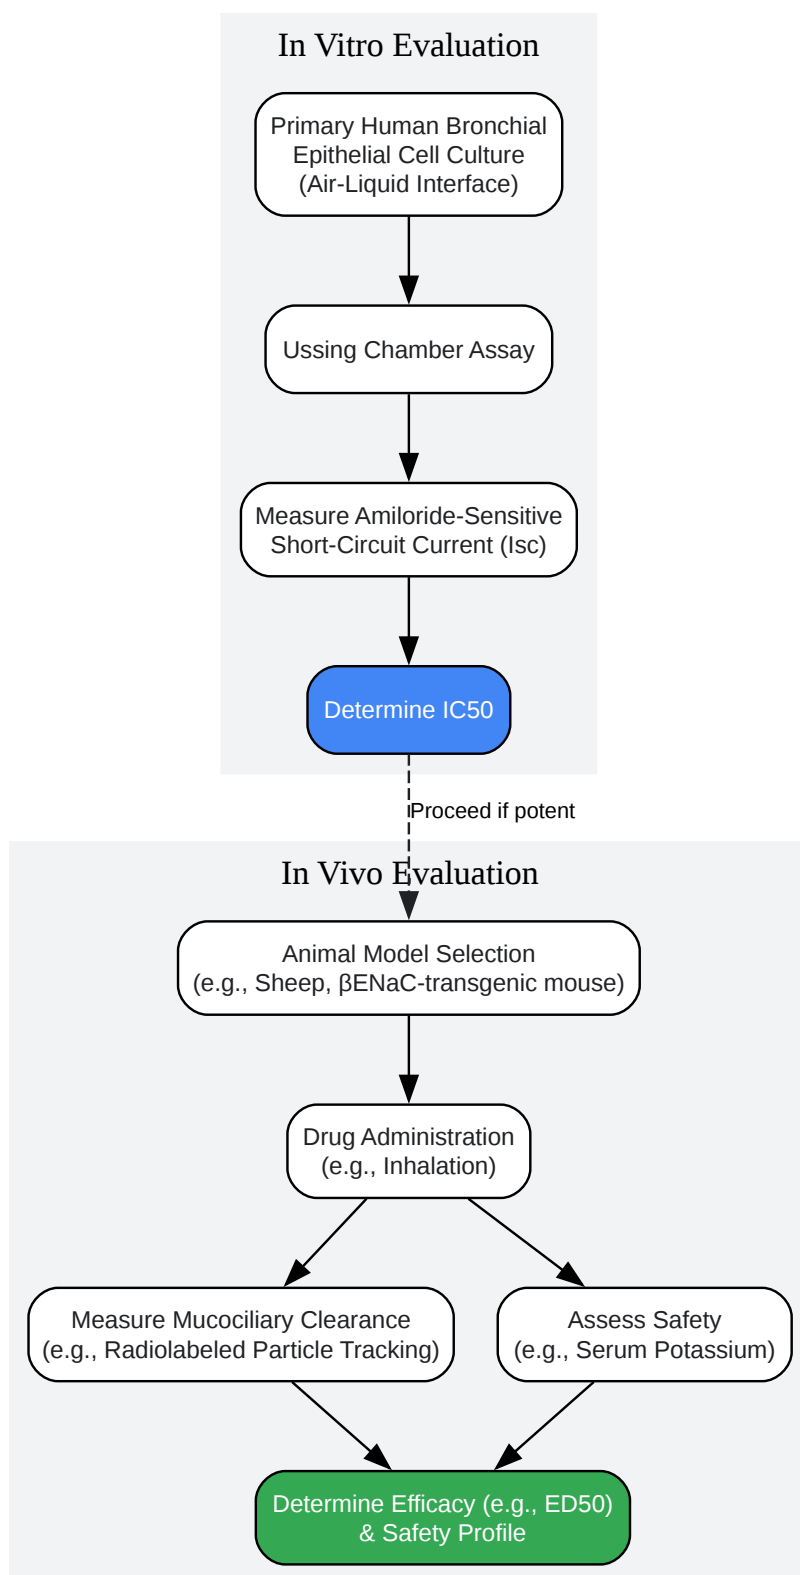 In Vitro Evaluation
Primary Human Bronchial
Epithelial Cell Culture
(Air-Liquid Interface)
Ussing Chamber Assay
Measure Amiloride-Sensitive
Short-Circuit Current (Isc)
Determine IC50
Proceed if potent
In Vivo Evaluation
Animal Model Selection
(e.g., Sheep, βENaC-transgenic mouse)
Drug Administration
(e.g., Inhalation)
Measure Mucociliary Clearance
(e.g., Radiolabeled Particle Tracking)
Assess Safety
(e.g., Serum Potassium)
Determine Efficacy (e.g., ED50)
& Safety Profile